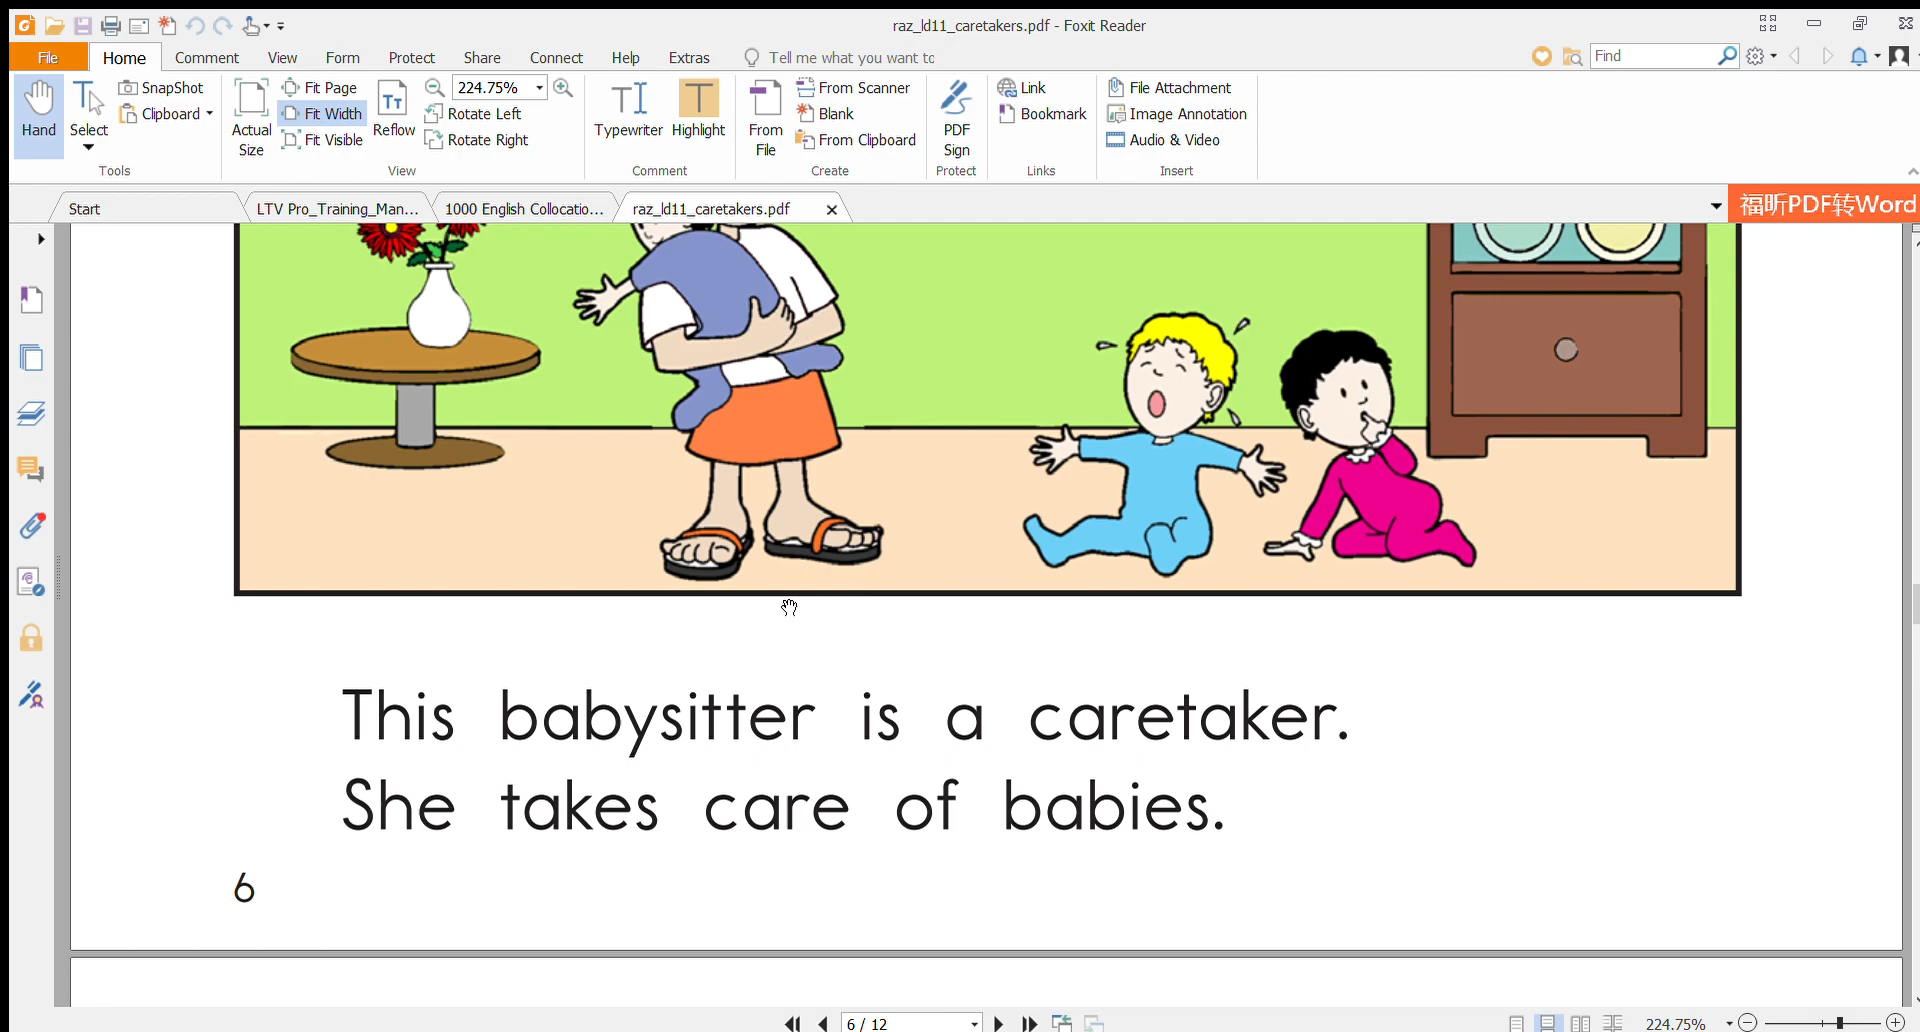 raz_ld11_caretakers.pdf - Foxit Reader
File Home Comment View Form Protect Share Connect Help Extras Tell me what you want to Find
Hand
Select
SnapShot
Clipboard
Tools
Actual Size
Fit Page
Fit Width
Fit Visible
Reflow
224.75%
Rotate Left
Rotate Right
View
Typewriter
Highlight
Comment
From File
From Scanner
Blank
From Clipboard
Create
PDF Sign
Protect
Link
Bookmark
Links
File Attachment
Image Annotation
Audio & Video
Insert
Start LTV Pro_Training_Man... 1000 English Collocatio... raz_ld11_caretakers.pdf 福昕PDF转Word
This babysitter is a caretaker.
She takes care of babies.
6
6 / 12 224.75%